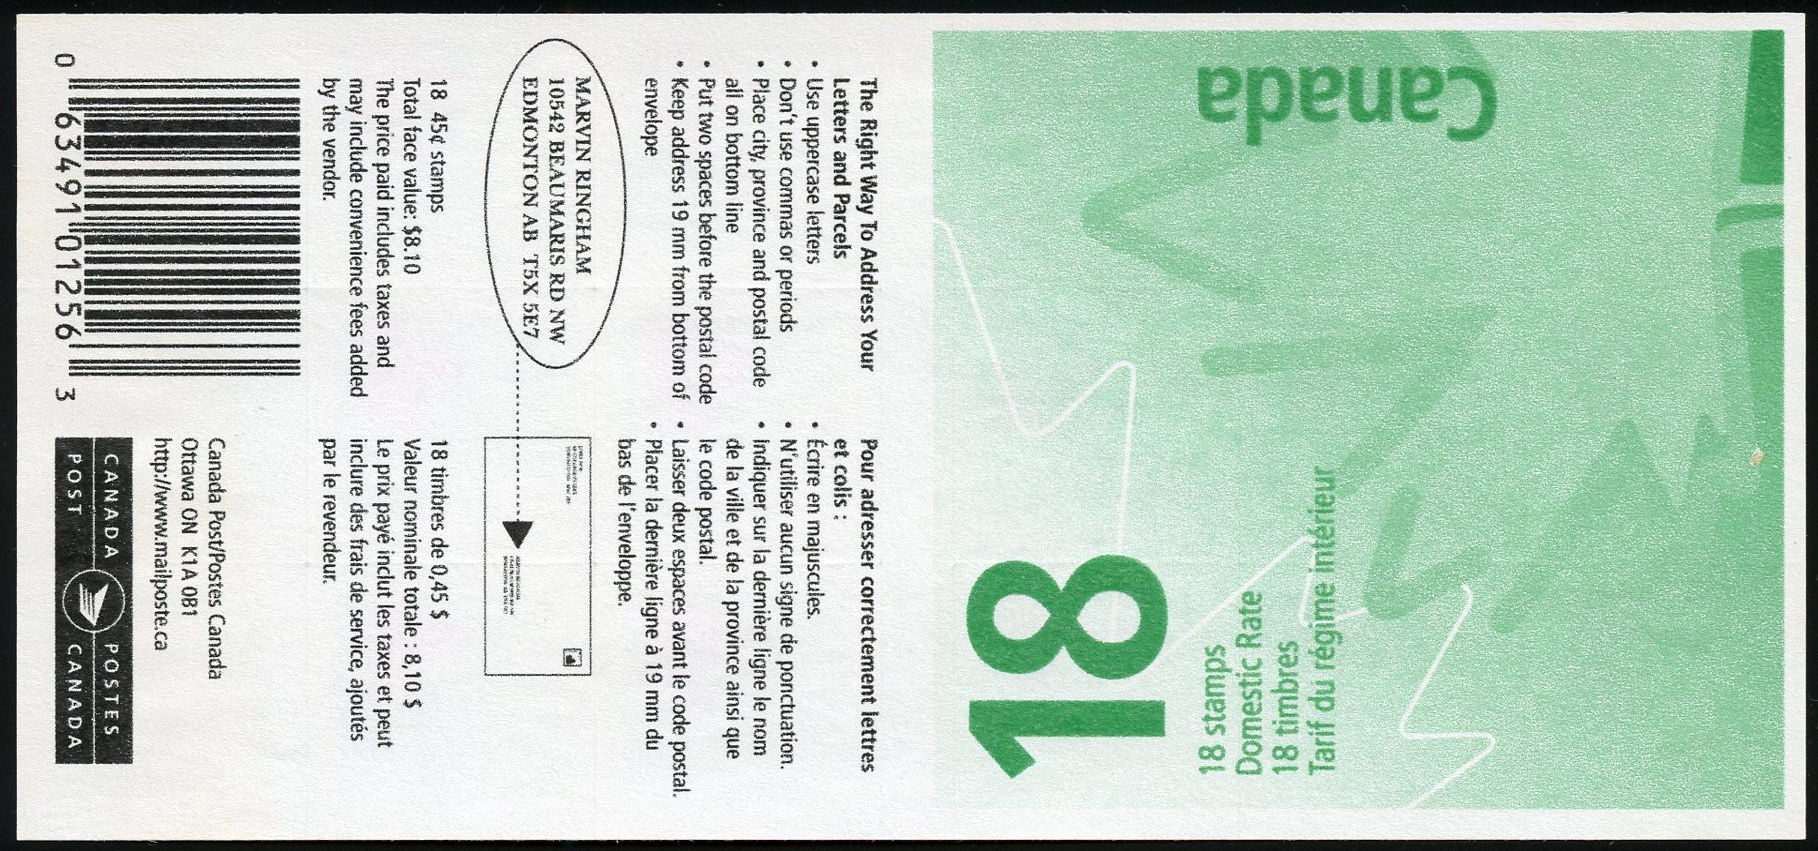 The Right Way To Address Your
Letters and Parcels
• Use uppercase letters
• Don't use commas or periods
• Place city, province and postal code
all on bottom line
• Put two spaces before the postal code
• Keep address 19 mm from bottom of
envelope
MARVIN RINGHAM
10542 BEAUMARIS RD NW
EDMONTON AB  T5X 5E7
18  45¢ stamps
Total face value: $8.10
The price paid includes taxes and
may include convenience fees added
by the vendor.
0 63491 01256 3
Pour adresser correctement lettres
et colis :
• Écrire en majuscules.
• N'utiliser aucun signe de ponctuation.
• Indiquer sur la dernière ligne le nom
de la ville et de la province ainsi que
le code postal.
• Laisser deux espaces avant le code postal.
• Placer la dernière ligne à 19 mm du
bas de l'enveloppe.
18 timbres de 0,45 $
Valeur nominale totale : 8,10 $
Le prix payé inclut les taxes et peut
inclure des frais de service, ajoutés
par le revendeur.
Canada Post/Postes Canada
Ottawa ON  K1A 0B1
http://www.mailposte.ca
CANADA POSTES
POST CANADA
Canada
18
18 stamps
Domestic Rate
18 timbres
Tarif du régime intérieur